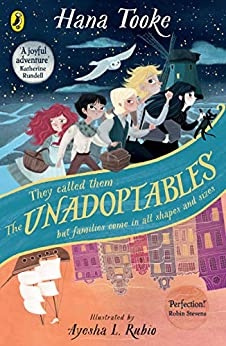 Hana Tooke
'A joyful
adventure'
Katherine
Rundell
They called them
The UNADOPTABLES
but families come in all shapes and sizes
'Perfection!'
Robin Stevens
Illustrated by
Ayesha L. Rubio